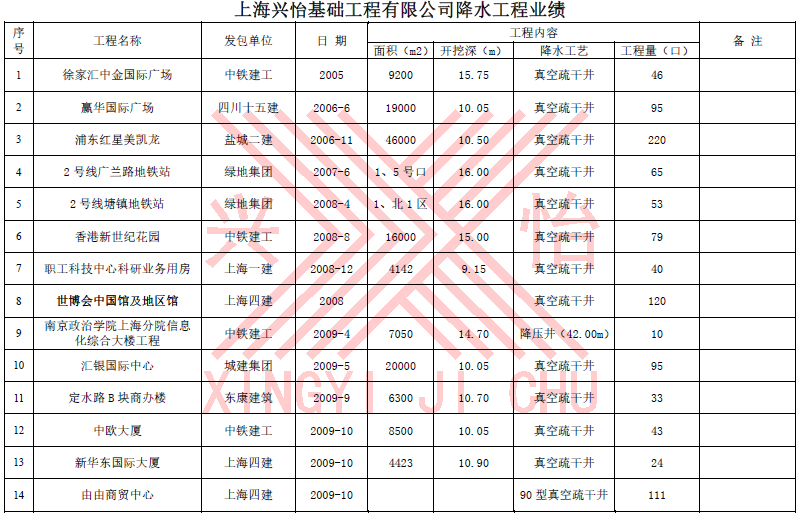 上海兴怡基础工程有限公司降水工程业绩
序号 工程名称 发包单位 日 期 工程内容 备 注
面积（m2） 开挖深（m） 降水工艺 工程量（口）
1 徐家汇中金国际广场 中铁建工 2005 9200 15.75 真空疏干井 46
2 赢华国际广场 四川十五建 2006-6 19000 10.05 真空疏干井 95
3 浦东红星美凯龙 盐城二建 2006-11 46000 10.50 真空疏干井 220
4 2号线广兰路地铁站 绿地集团 2007-6 1、5号口 16.00 真空疏干井 65
5 2号线塘镇地铁站 绿地集团 2008-4 1、北1区 16.00 真空疏干井 53
6 香港新世纪花园 中铁建工 2008-8 16000 15.00 真空疏干井 79
7 职工科技中心科研业务用房 上海一建 2008-12 4142 9.15 真空疏干井 40
8 世博会中国馆及地区馆 上海四建 2008 真空疏干井 120
9 南京政治学院上海分院信息 中铁建工 2009-4 7050 14.70 降压井（42.00m） 10
化综合大楼工程
10 汇银国际中心 城建集团 2009-5 20000 10.05 真空疏干井 95
11 定水路B块商办楼 东康建筑 2009-9 6300 10.70 真空疏干井 33
12 中欧大厦 中铁建工 2009-10 8500 10.05 真空疏干井 43
13 新华东国际大厦 上海四建 2009-10 4423 10.90 真空疏干井 24
14 由由商贸中心 上海四建 2009-10 90型真空疏干井 111
兴 怡
XINGYI JI CHU